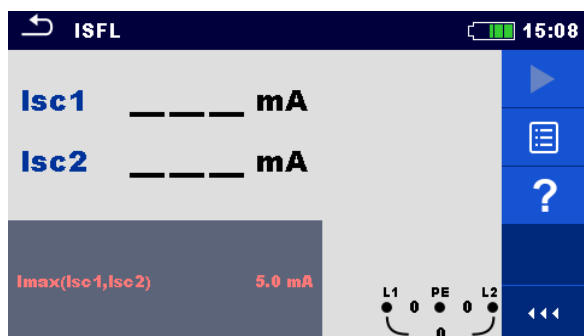 ISFL 15:08
Isc1 ___ mA
Isc2 ___ mA
?
Imax(Isc1,Isc2) 5.0 mA
L1 PE L2
0 0
0